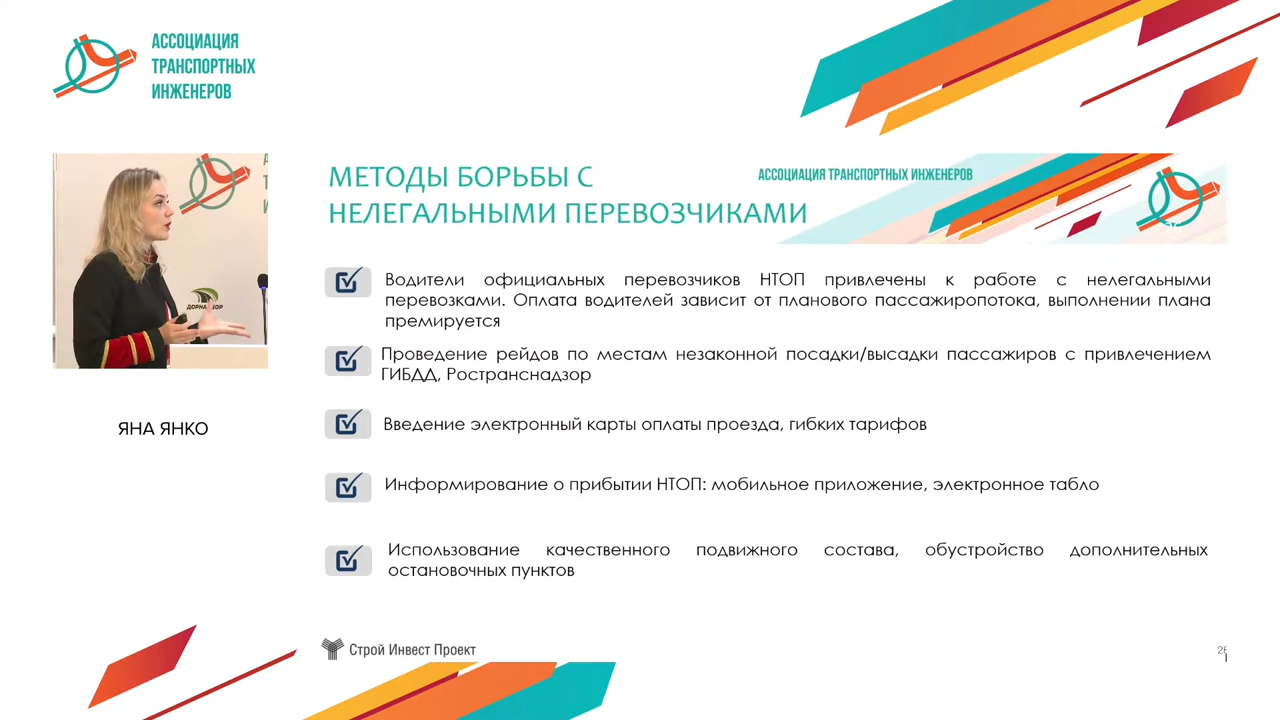 АССОЦИАЦИЯ
ТРАНСПОРТНЫХ
ИНЖЕНЕРОВ
МЕТОДЫ БОРЬБЫ С
НЕЛЕГАЛЬНЫМИ ПЕРЕВОЗЧИКАМИ
АССОЦИАЦИЯ ТРАНСПОРТНЫХ ИНЖЕНЕРОВ
Водители официальных перевозчиков НТОП привлечены к работе с нелегальными
перевозками. Оплата водителей зависит от планового пассажиропотока, выполнении плана
премируется
Проведение рейдов по местам незаконной посадки/высадки пассажиров с привлечением
ГИБДД, Ространснадзор
Введение электронный карты оплаты проезда, гибких тарифов
Информирование о прибытии НТОП: мобильное приложение, электронное табло
Использование качественного подвижного состава, обустройство дополнительных
остановочных пунктов
ЯНА ЯНКО
Строй Инвест Проект